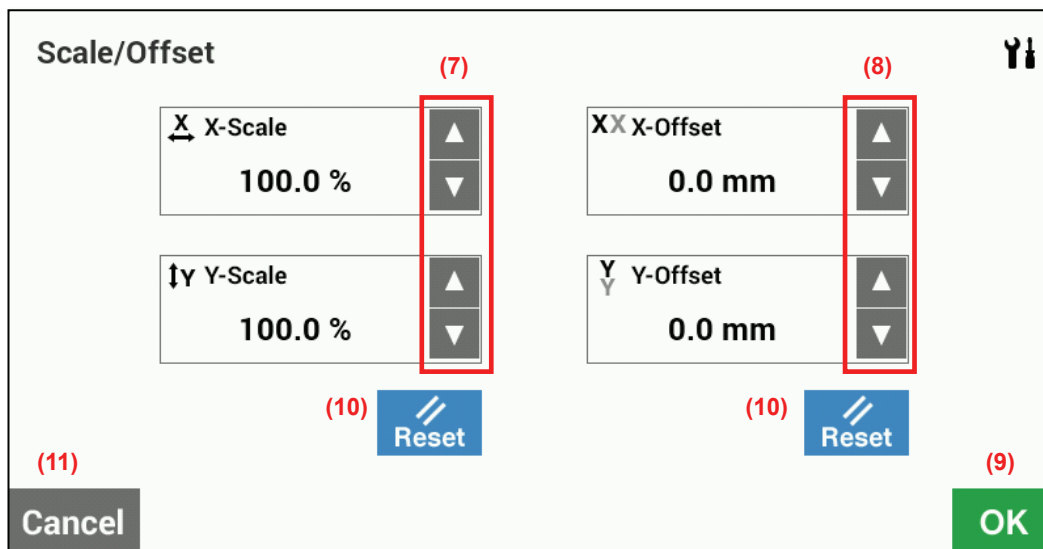 Scale/Offset
(7)
(8)
X X-Scale
100.0 %
XX X-Offset
0.0 mm
Y Y-Scale
100.0 %
Y
Y Y-Offset
0.0 mm
(10)
Reset
(10)
Reset
(11)
Cancel
(9)
OK